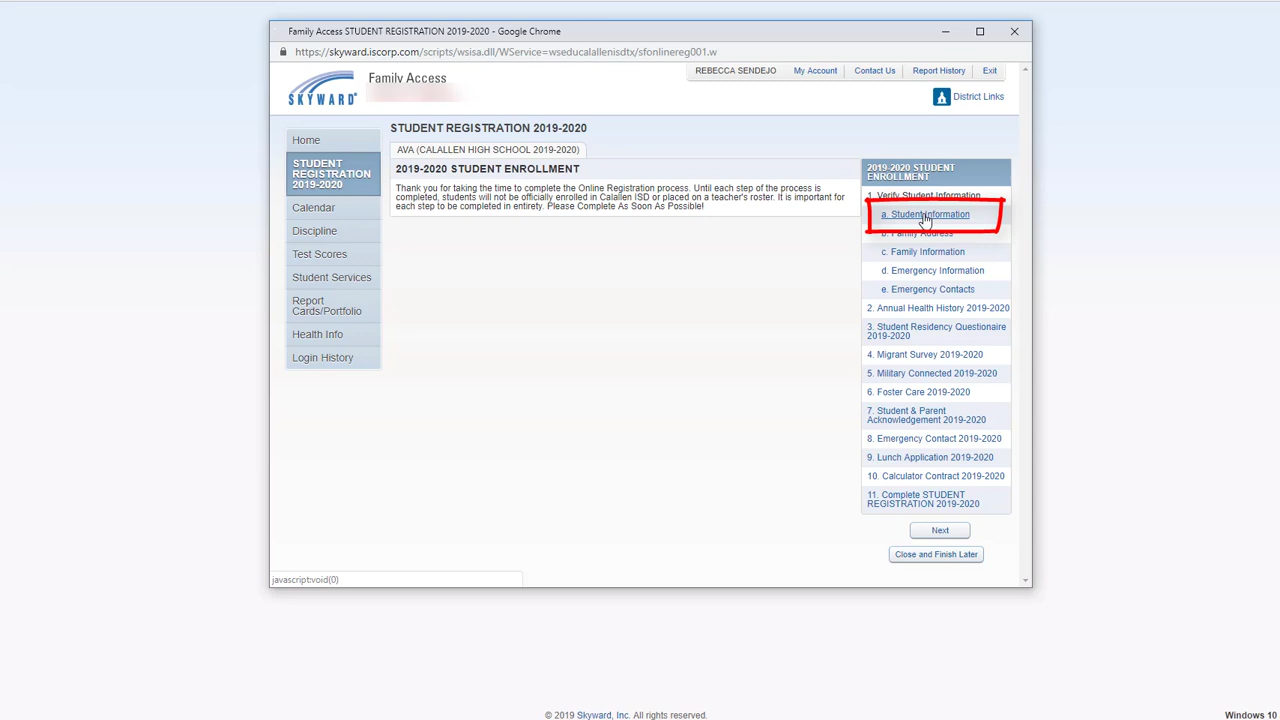 Family Access STUDENT REGISTRATION 2019-2020 - Google Chrome
https://skyward.iscorp.com/scripts/wsisa.dll/WService=wseducalallenisdtx/sfonlinereg001.w
SKYWARD
Family Access
REBECCA SENDEJO
My Account
Contact Us
Report History
Exit
District Links
Home
STUDENT
REGISTRATION
2019-2020
Calendar
Discipline
Test Scores
Student Services
Report
Cards/Portfolio
Health Info
Login History
STUDENT REGISTRATION 2019-2020
AVA (CALALLEN HIGH SCHOOL 2019-2020)
2019-2020 STUDENT ENROLLMENT
Thank you for taking the time to complete the Online Registration process. Until each step of the process is
completed, students will not be officially enrolled in Calallen ISD or placed on a teacher's roster. It is important for
each step to be completed in entirety. Please Complete As Soon As Possible!
2019-2020 STUDENT
ENROLLMENT
1. Verify Student Information
a. Student Information
b. Family Address
c. Family Information
d. Emergency Information
e. Emergency Contacts
2. Annual Health History 2019-2020
3. Student Residency Questionaire
2019-2020
4. Migrant Survey 2019-2020
5. Military Connected 2019-2020
6. Foster Care 2019-2020
7. Student & Parent
Acknowledgement 2019-2020
8. Emergency Contact 2019-2020
9. Lunch Application 2019-2020
10. Calculator Contract 2019-2020
11. Complete STUDENT
REGISTRATION 2019-2020
Next
Close and Finish Later
javascript:void(0)
© 2019 Skyward, Inc. All rights reserved.
Windows 10